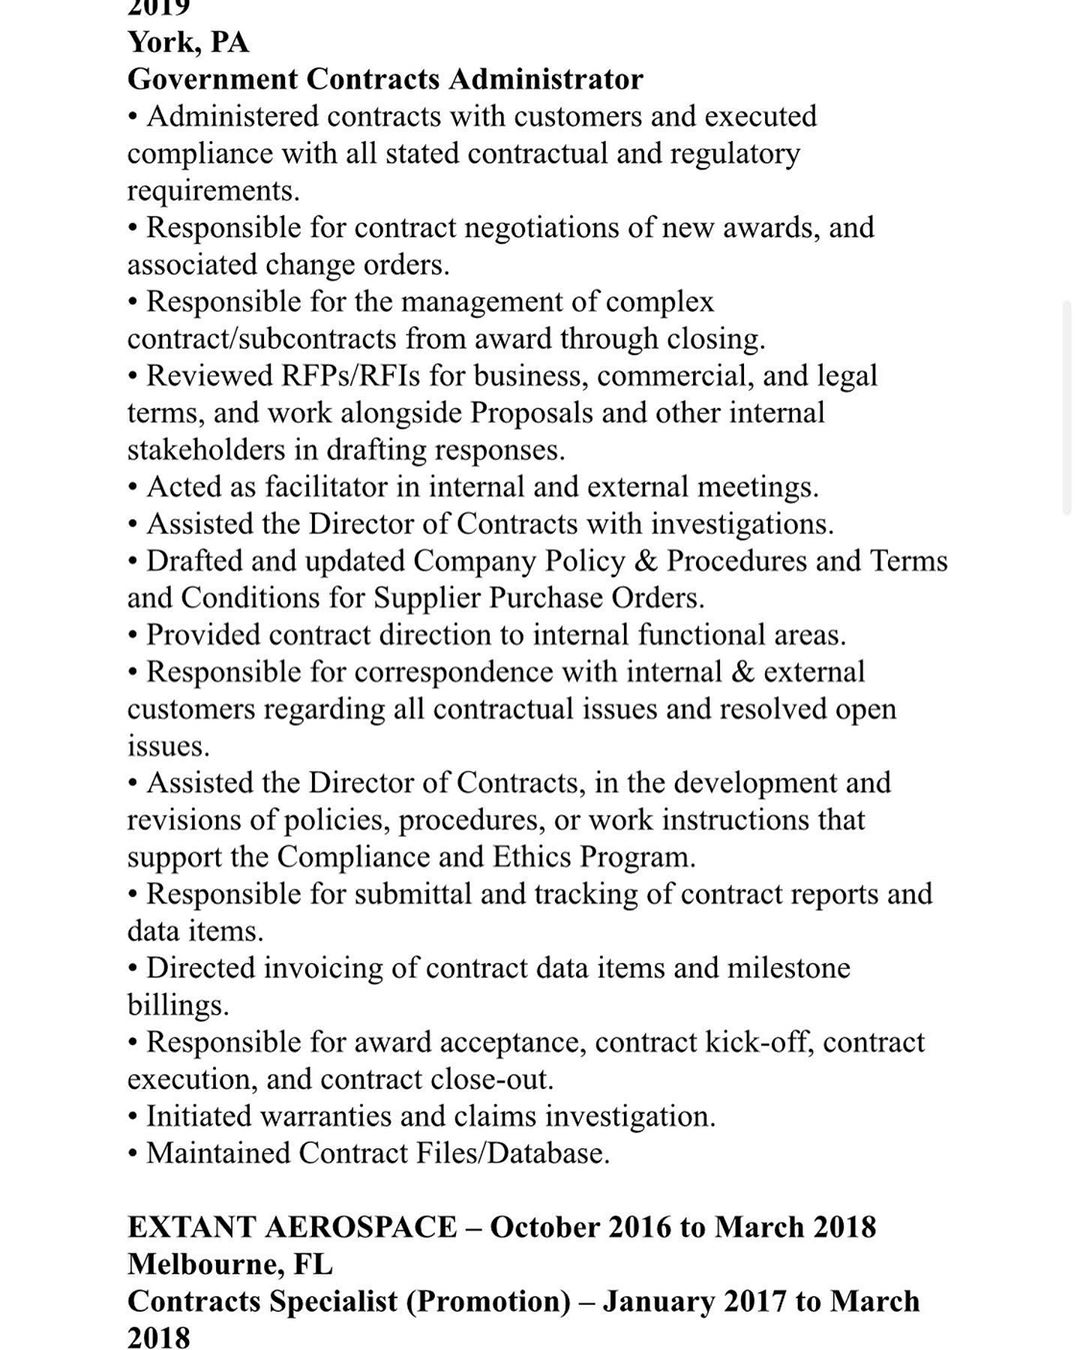 2019
York, PA
Government Contracts Administrator
• Administered contracts with customers and executed
compliance with all stated contractual and regulatory
requirements.
• Responsible for contract negotiations of new awards, and
associated change orders.
• Responsible for the management of complex
contract/subcontracts from award through closing.
• Reviewed RFPs/RFIs for business, commercial, and legal
terms, and work alongside Proposals and other internal
stakeholders in drafting responses.
• Acted as facilitator in internal and external meetings.
• Assisted the Director of Contracts with investigations.
• Drafted and updated Company Policy & Procedures and Terms
and Conditions for Supplier Purchase Orders.
• Provided contract direction to internal functional areas.
• Responsible for correspondence with internal & external
customers regarding all contractual issues and resolved open
issues.
• Assisted the Director of Contracts, in the development and
revisions of policies, procedures, or work instructions that
support the Compliance and Ethics Program.
• Responsible for submittal and tracking of contract reports and
data items.
• Directed invoicing of contract data items and milestone
billings.
• Responsible for award acceptance, contract kick-off, contract
execution, and contract close-out.
• Initiated warranties and claims investigation.
• Maintained Contract Files/Database.
EXTANT AEROSPACE – October 2016 to March 2018
Melbourne, FL
Contracts Specialist (Promotion) – January 2017 to March
2018